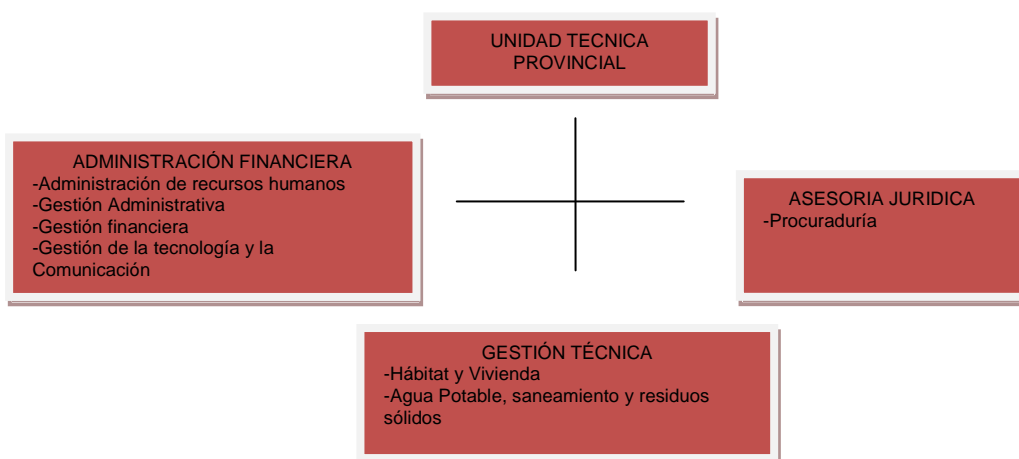 UNIDAD TECNICA
PROVINCIAL
ADMINISTRACIÓN FINANCIERA
-Administración de recursos humanos
-Gestión Administrativa
-Gestión financiera
-Gestión de la tecnología y la
Comunicación
ASESORIA JURIDICA
-Procuraduría
GESTIÓN TÉCNICA
-Hábitat y Vivienda
-Agua Potable, saneamiento y residuos
sólidos